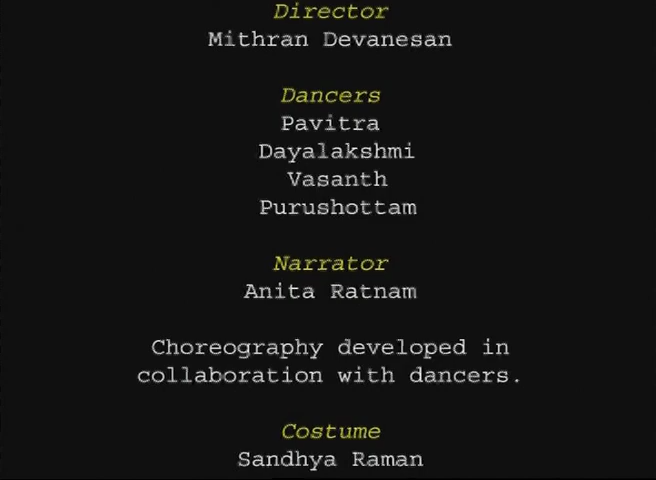 Director
Mithran Devanesan
Dancers
Pavitra
Dayalakshmi
Vasanth
Purushottam
Narrator
Anita Ratnam
Choreography developed in
collaboration with dancers.
Costume
Sandhya Raman